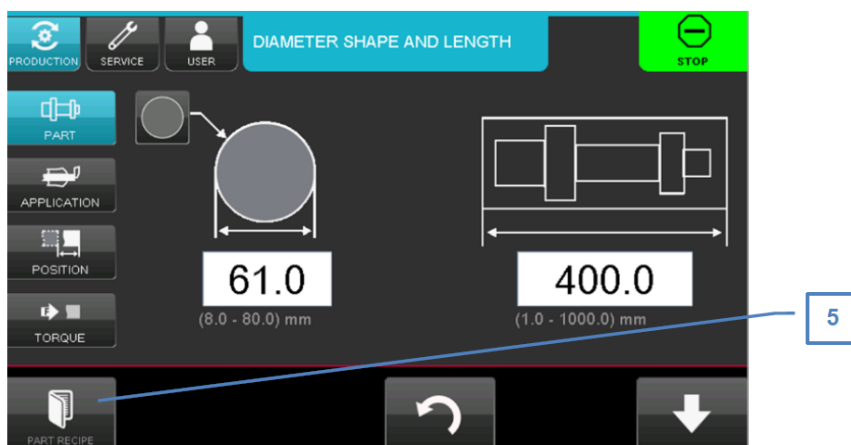 PRODUCTION
SERVICE
USER
DIAMETER SHAPE AND LENGTH
STOP
PART
APPLICATION
POSITION
TORQUE
61.0
(8.0 - 80.0) mm
400.0
(1.0 - 1000.0) mm
5
PART RECIPE